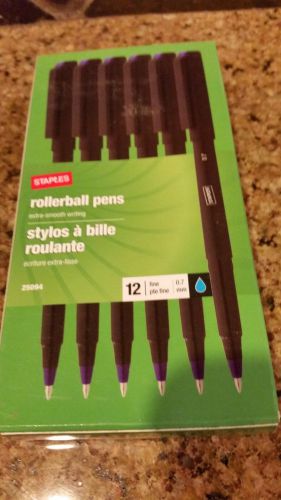 STAPLES
rollerball pens
extra-smooth writing
stylos à bille
roulante
écriture extra-lisse
25094
12
fine
pte fine
0.7
mm